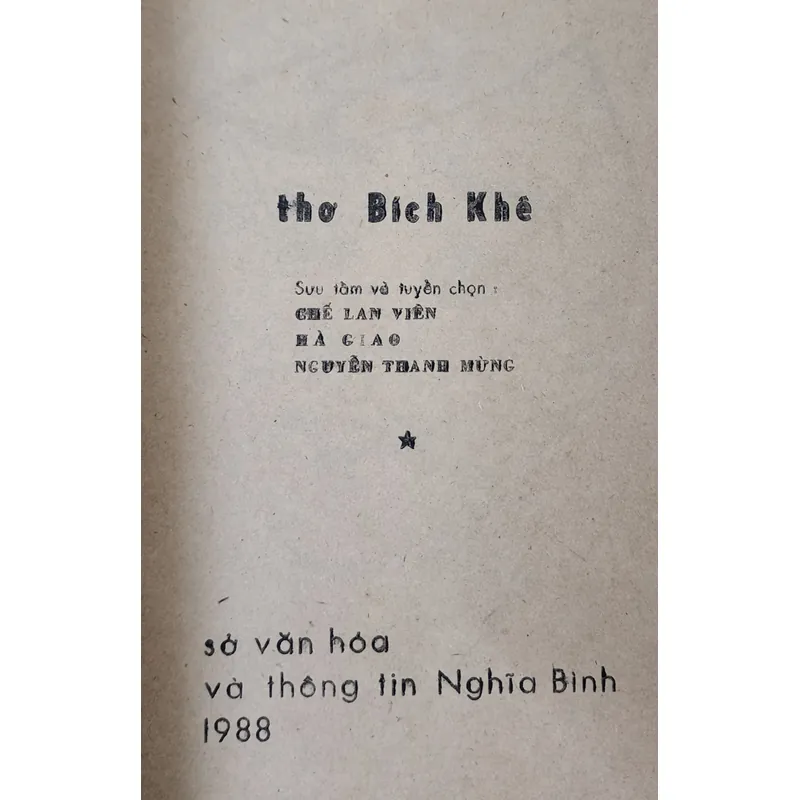 thơ Bích Khê
Sưu tầm và tuyển chọn :
CHẾ LAN VIÊN
HÀ GIAO
NGUYỄN THANH MỪNG
sở văn hóa
và thông tin Nghĩa Bình
1988